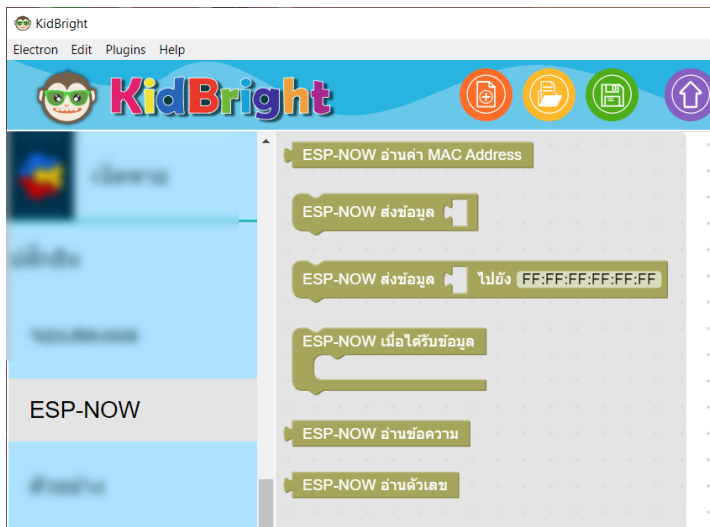 KidBright
Electron Edit Plugins Help
KidBright
ESP-NOW อ่านค่า MAC Address
ESP-NOW ส่งข้อมูล
ESP-NOW ส่งข้อมูล ไปยัง FF:FF:FF:FF:FF:FF
ESP-NOW เมื่อได้รับข้อมูล
ESP-NOW
ESP-NOW อ่านข้อความ
ESP-NOW อ่านตัวเลข